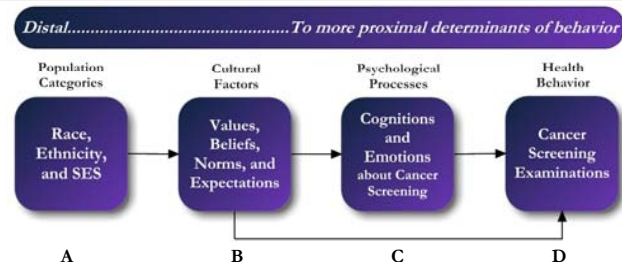 Distal.......................................................To more proximal determinants of behavior
Population
Categories
Cultural
Factors
Psychological
Processes
Health
Behavior
Race,
Ethnicity,
and SES
Values,
Beliefs,
Norms, and
Expectations
Cognitions
and
Emotions
about Cancer
Screening
Cancer
Screening
Examinations
A
B
C
D